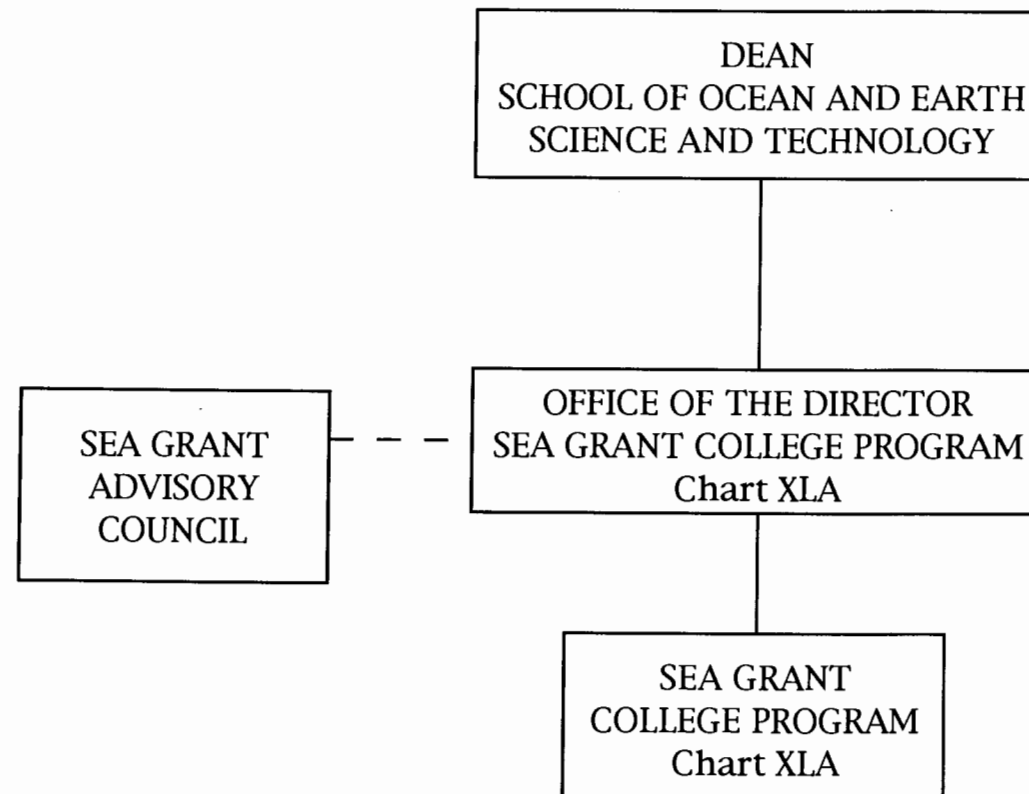 DEAN
SCHOOL OF OCEAN AND EARTH
SCIENCE AND TECHNOLOGY
OFFICE OF THE DIRECTOR
SEA GRANT COLLEGE PROGRAM
Chart XLA
SEA GRANT
ADVISORY
COUNCIL
SEA GRANT
COLLEGE PROGRAM
Chart XLA